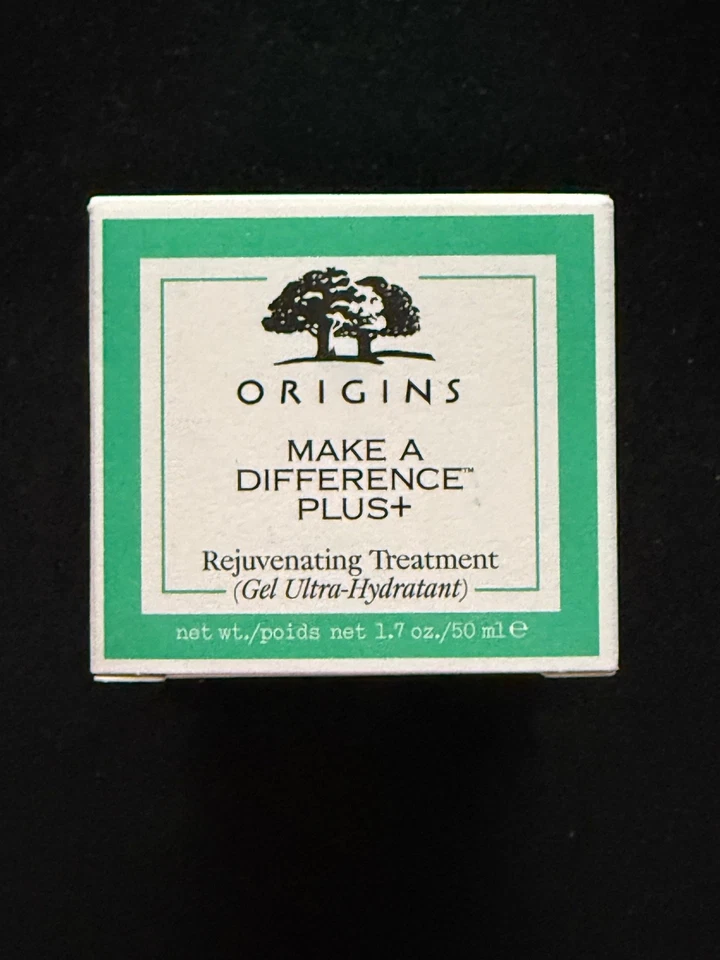 ORIGINS
MAKE A
DIFFERENCE™
PLUS+
Rejuvenating Treatment
(Gel Ultra-Hydratant)
net wt./poids net 1.7 oz./50 ml ℮